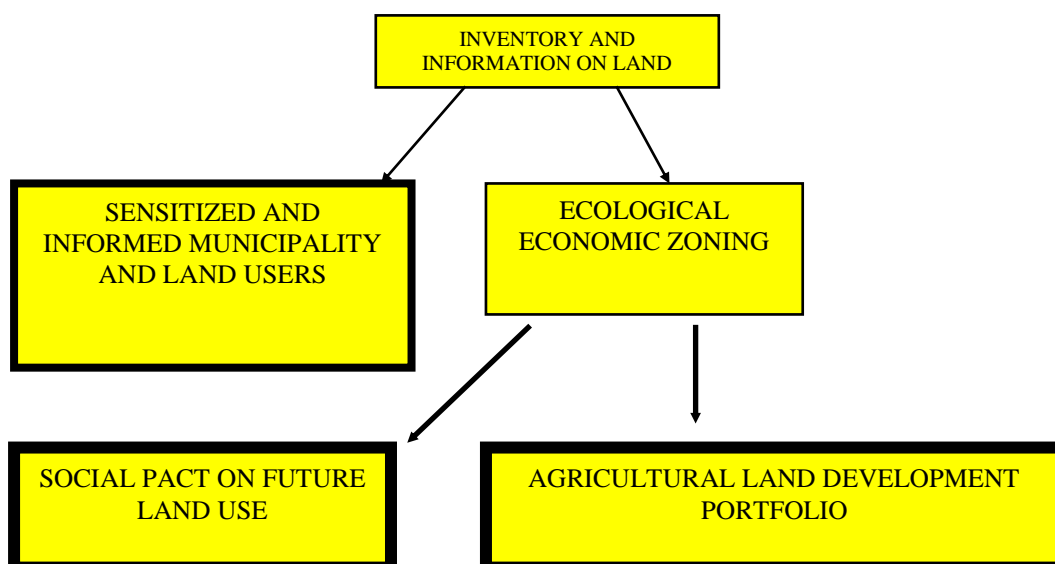 INVENTORY AND
INFORMATION ON LAND
SENSITIZED AND
INFORMED MUNICIPALITY
AND LAND USERS
ECOLOGICAL
ECONOMIC ZONING
SOCIAL PACT ON FUTURE
LAND USE
AGRICULTURAL LAND DEVELOPMENT
PORTFOLIO